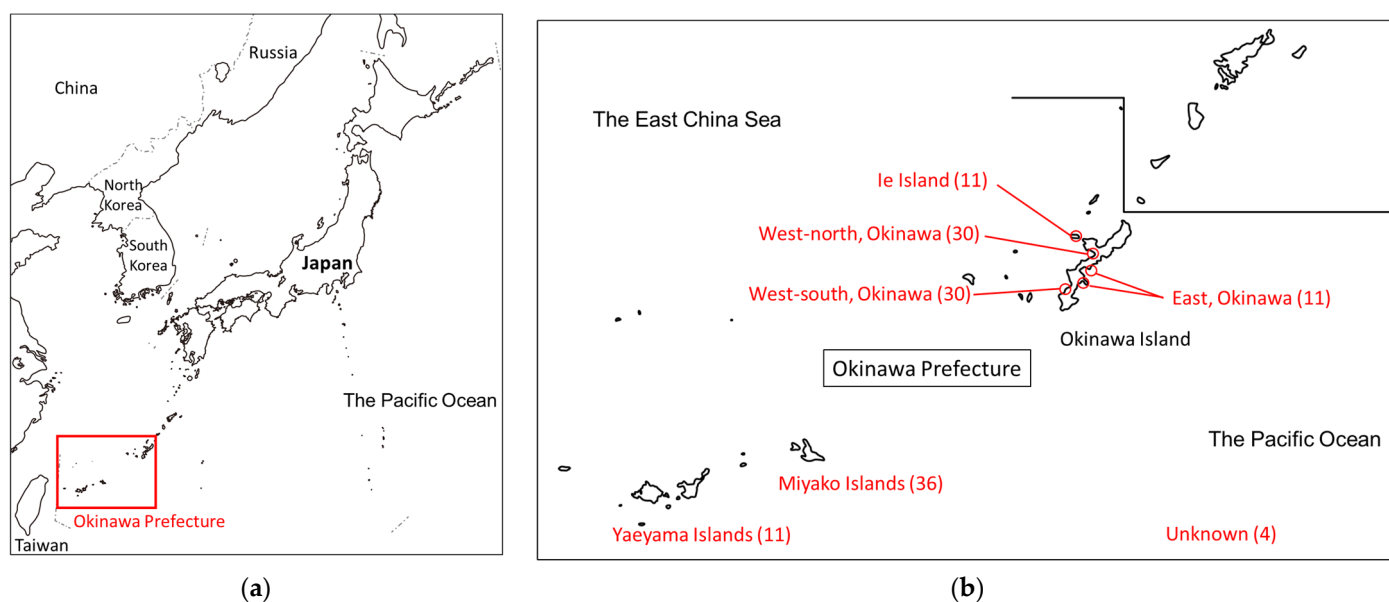 Russia
China
North
Korea
South
Korea
Japan
The Pacific Ocean
Okinawa Prefecture
Taiwan
(a)
The East China Sea
Ie Island (11)
West-north, Okinawa (30)
West-south, Okinawa (30)
East, Okinawa (11)
Okinawa Island
Okinawa Prefecture
The Pacific Ocean
Miyako Islands (36)
Yaeyama Islands (11)
Unknown (4)
(b)